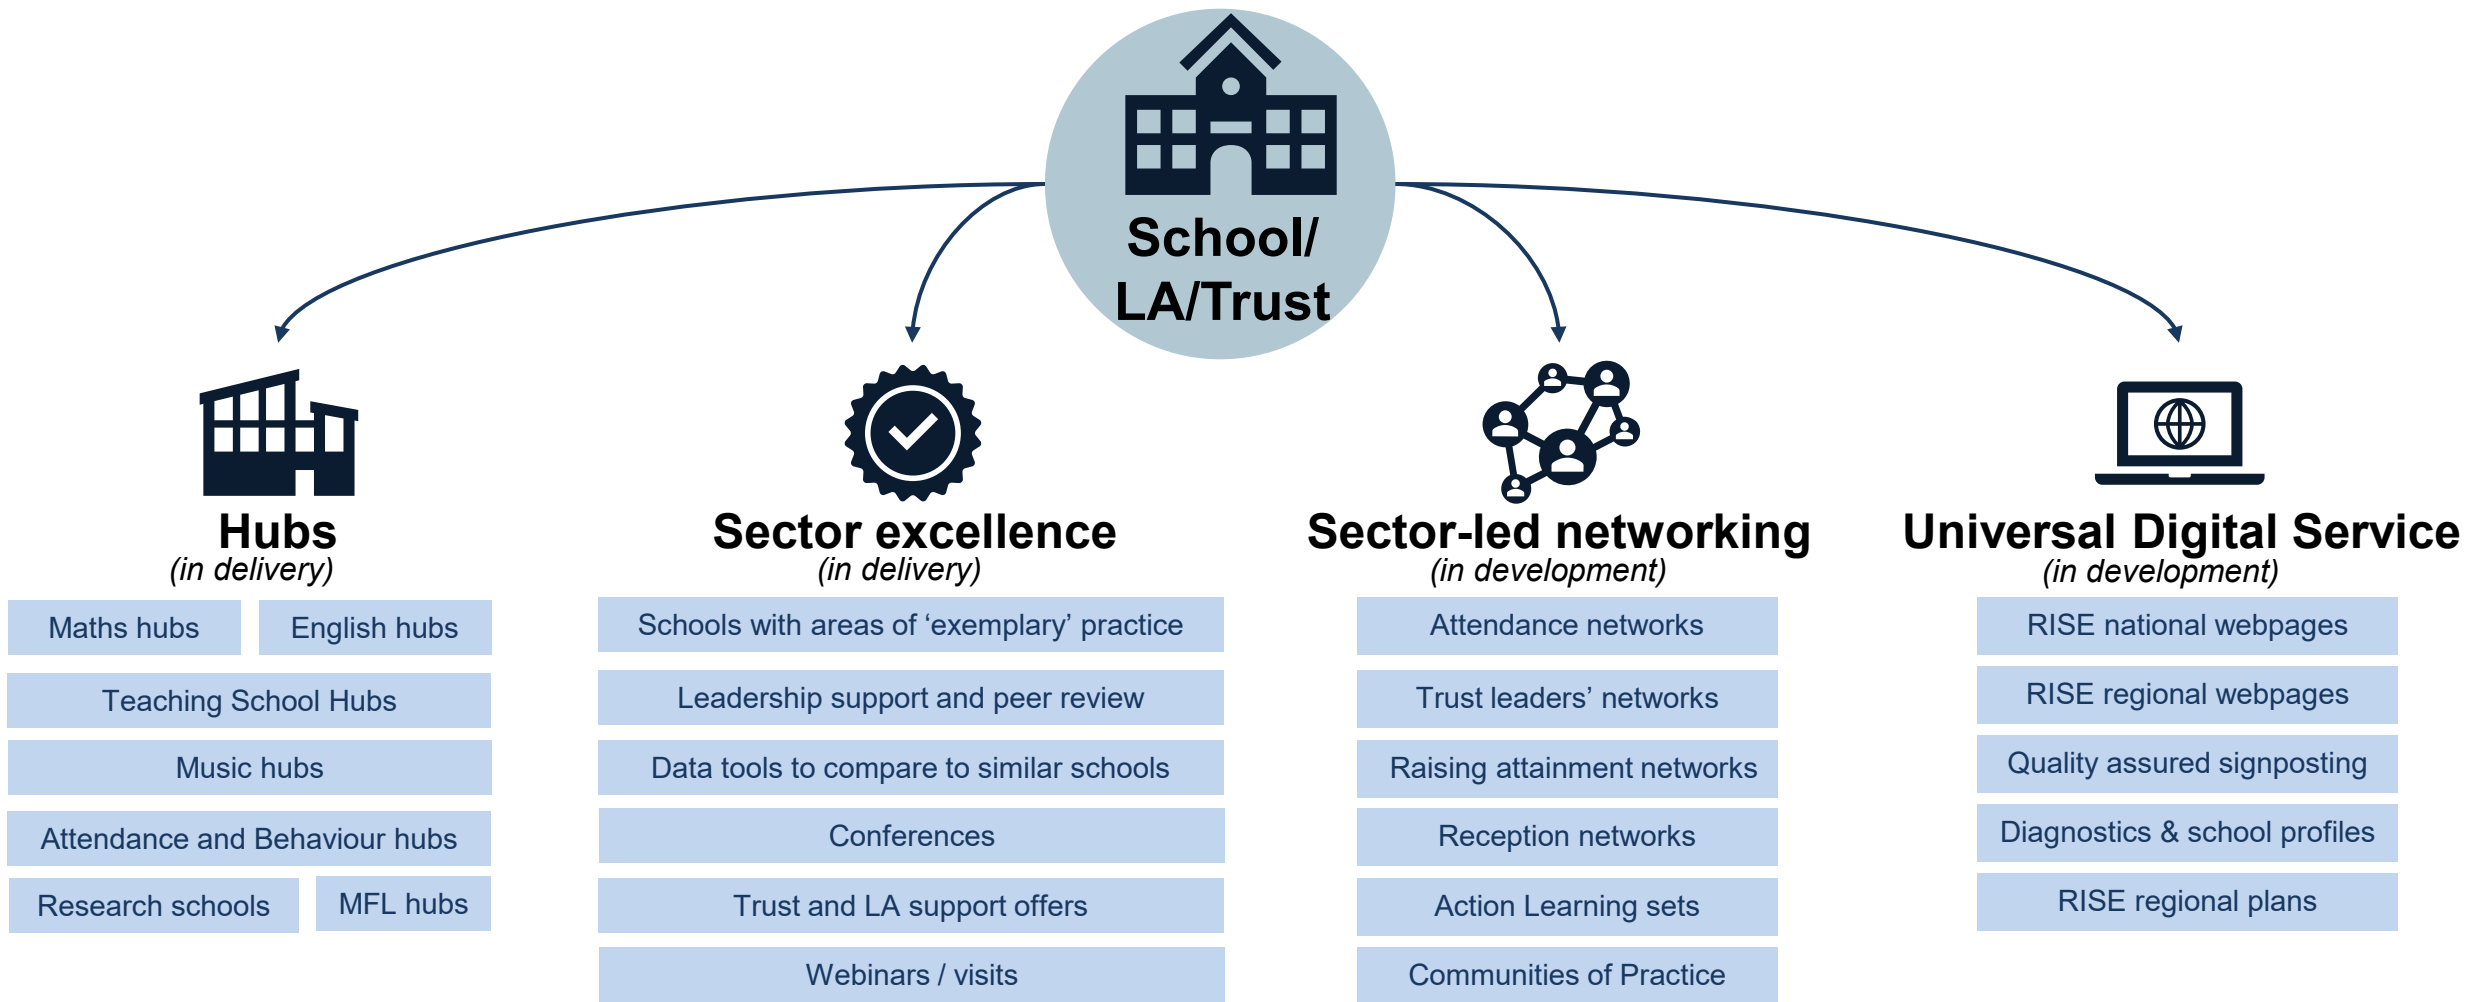 School/
LA/Trust
Hubs
(in delivery)
Maths hubs
English hubs
Teaching School Hubs
Music hubs
Attendance and Behaviour hubs
Research schools
MFL hubs
Sector excellence
(in delivery)
Schools with areas of ‘exemplary’ practice
Leadership support and peer review
Data tools to compare to similar schools
Conferences
Trust and LA support offers
Webinars / visits
Sector-led networking
(in development)
Attendance networks
Trust leaders’ networks
Raising attainment networks
Reception networks
Action Learning sets
Communities of Practice
Universal Digital Service
(in development)
RISE national webpages
RISE regional webpages
Quality assured signposting
Diagnostics & school profiles
RISE regional plans